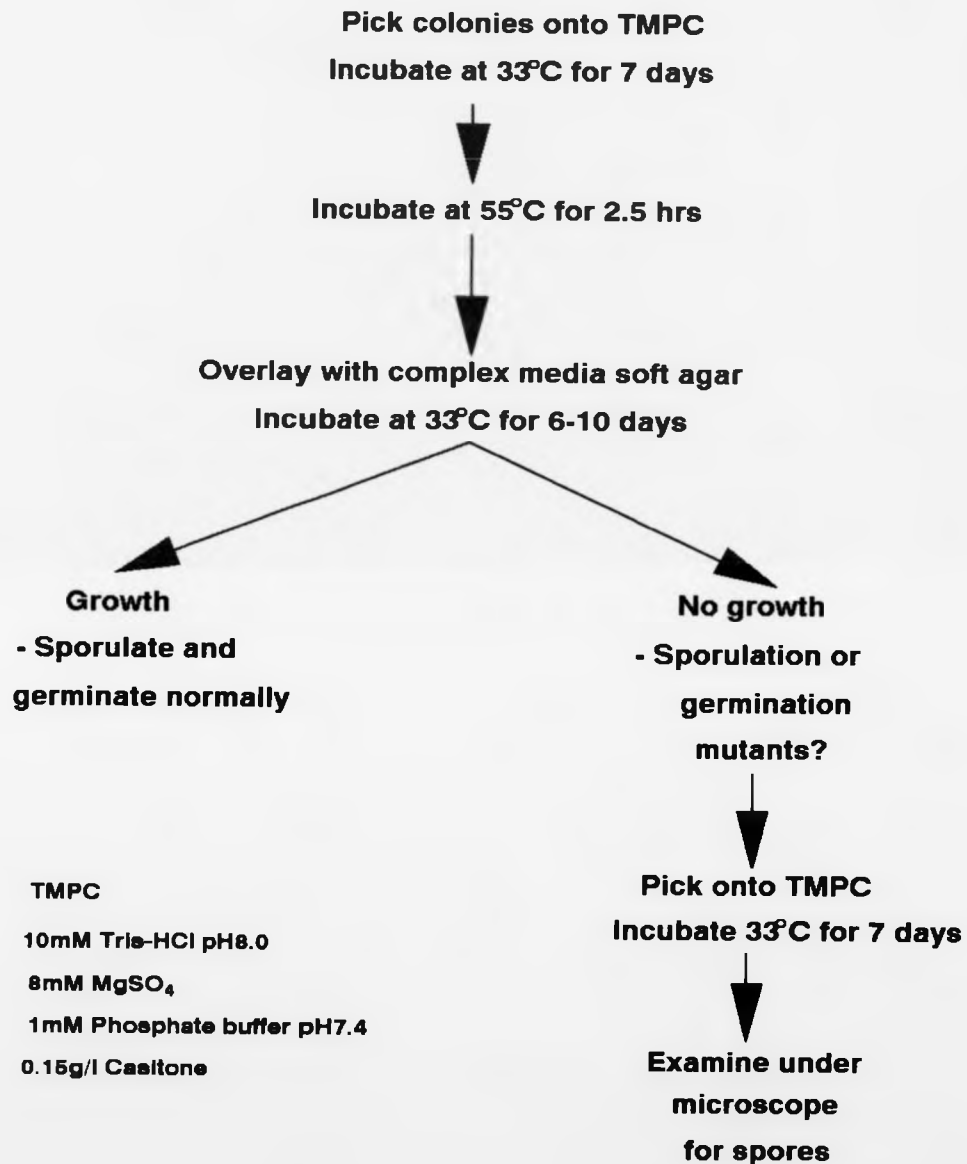 Pick colonies onto TMPC
Incubate at 33°C for 7 days
Incubate at 55°C for 2.5 hrs
Overlay with complex media soft agar
Incubate at 33°C for 6-10 days
Growth
- Sporulate and
germinate normally
No growth
- Sporulation or
germination
mutants?
Pick onto TMPC
Incubate 33°C for 7 days
Examine under
microscope
for spores
TMPC
10mM Tris-HCl pH8.0
8mM MgSO₄
1mM Phosphate buffer pH7.4
0.15g/l Casitone